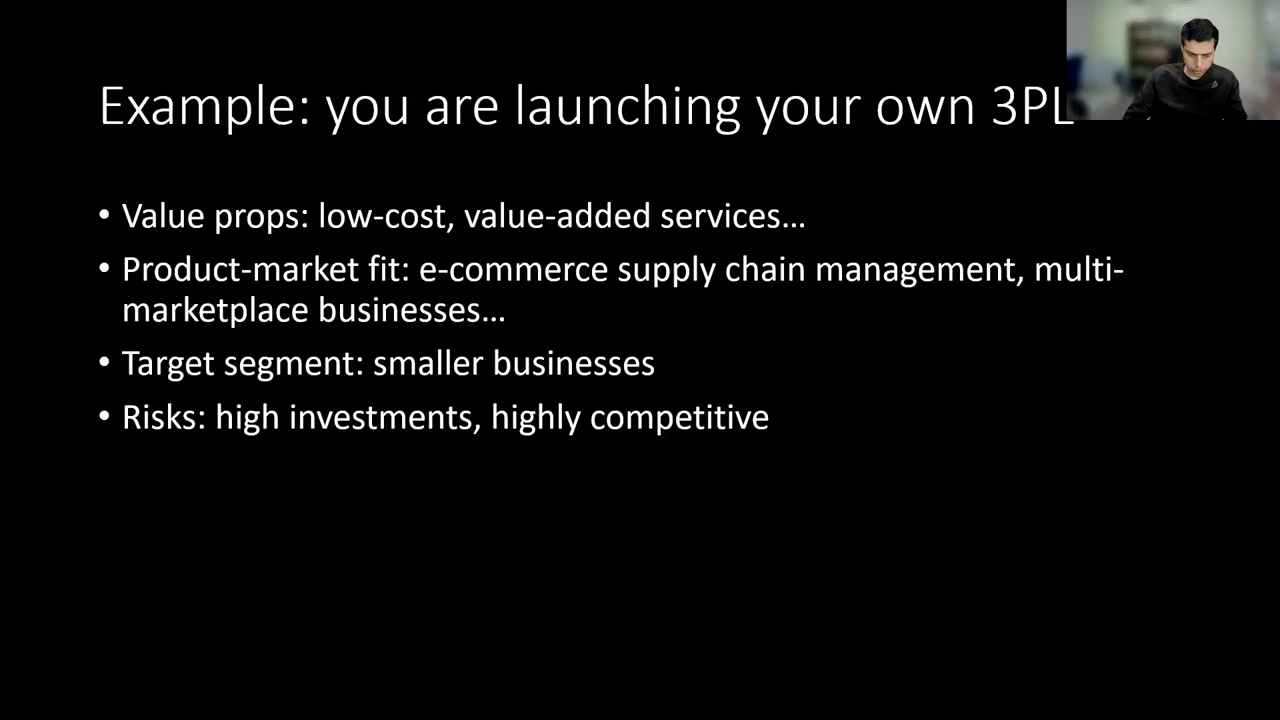 Example: you are launching your own 3PL
• Value props: low-cost, value-added services…
• Product-market fit: e-commerce supply chain management, multi-
marketplace businesses…
• Target segment: smaller businesses
• Risks: high investments, highly competitive